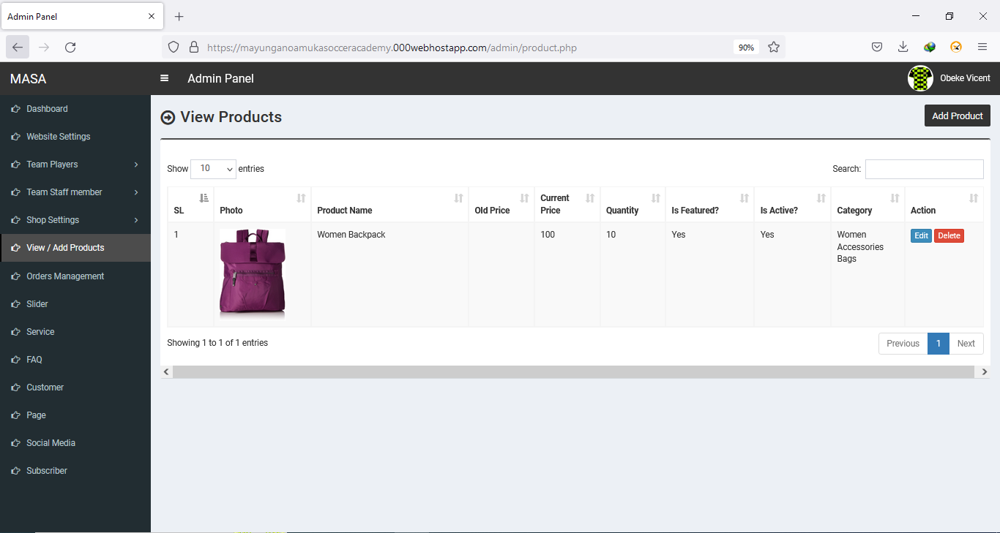 Admin Panel
https://mayunganoamukasocceracademy.000webhostapp.com/admin/product.php
90%
MASA
Admin Panel
Obeke Vicent
Dashboard
Website Settings
Team Players
Team Staff member
Shop Settings
View / Add Products
Orders Management
Slider
Service
FAQ
Customer
Page
Social Media
Subscriber
View Products
Add Product
Show 10 entries
Search:
SL
Photo
Product Name
Old Price
Current
Price
Quantity
Is Featured?
Is Active?
Category
Action
1
Women Backpack
100
10
Yes
Yes
Women
Accessories
Bags
Edit
Delete
Showing 1 to 1 of 1 entries
Previous
1
Next